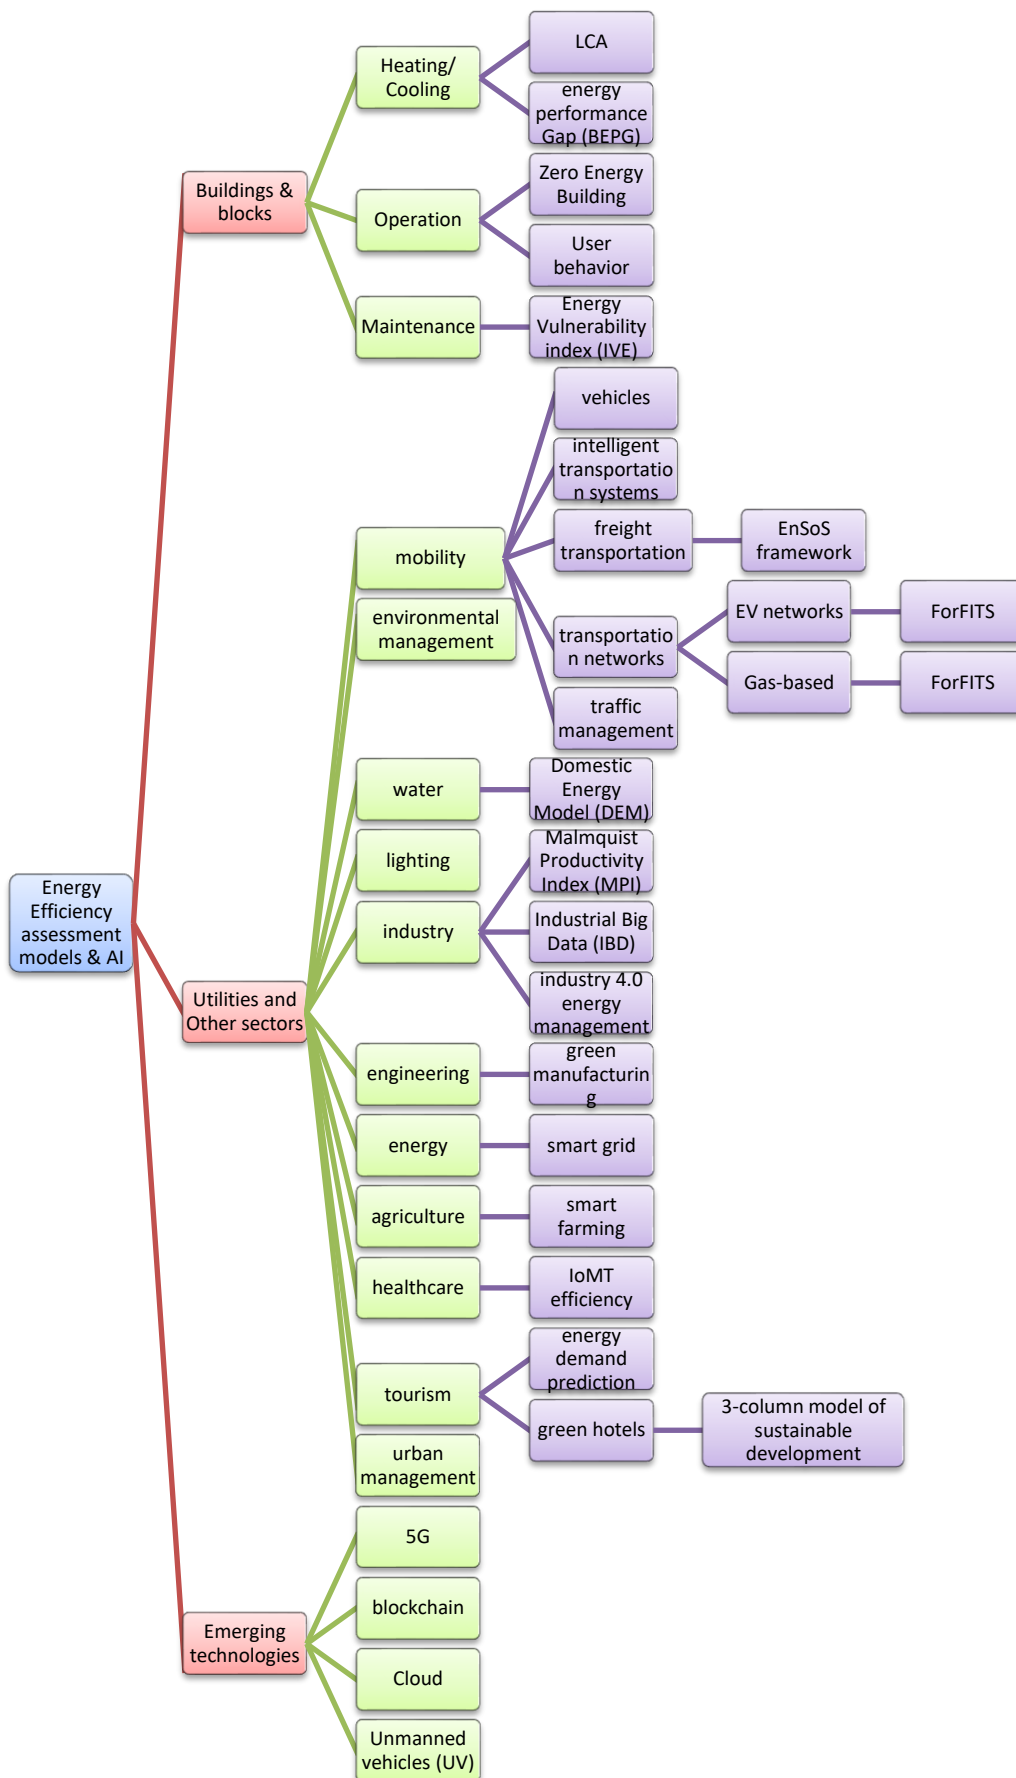 LCA
Heating/
Cooling
energy
performance
Gap (BEPG)
Buildings &
blocks
Zero Energy
Building
Operation
User
behavior
Maintenance
Energy
Vulnerability
index (IVE)
vehicles
intelligent
transportatio
n systems
mobility
freight
transportation
EnSoS
framework
environmental
management
transportatio
n networks
EV networks
ForFITS
Gas-based
ForFITS
traffic
management
water
Domestic
Energy
Model (DEM)
lighting
Malmquist
Productivity
Index (MPI)
Energy
Efficiency
assessment
models & AI
industry
Industrial Big
Data (IBD)
industry 4.0
energy
management
Utilities and
Other sectors
engineering
green
manufacturin
g
energy
smart grid
agriculture
smart
farming
healthcare
IoMT
efficiency
tourism
energy
demand
prediction
green hotels
3-column model of
sustainable
development
urban
management
5G
blockchain
Emerging
technologies
Cloud
Unmanned
vehicles (UV)